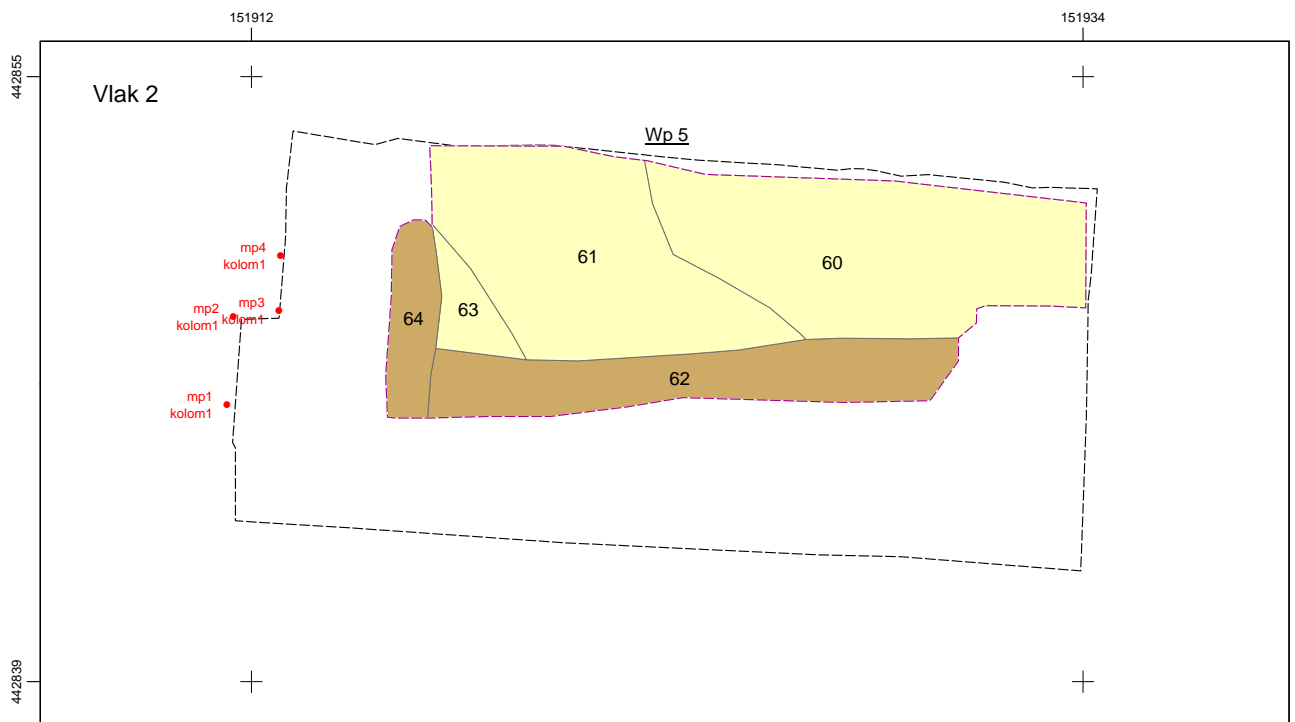 151912
151934
442855
Vlak 2
Wp 5
mp4
kolom1
61
60
mp2
kolom1
mp3
kolom1
63
64
62
mp1
kolom1
442839